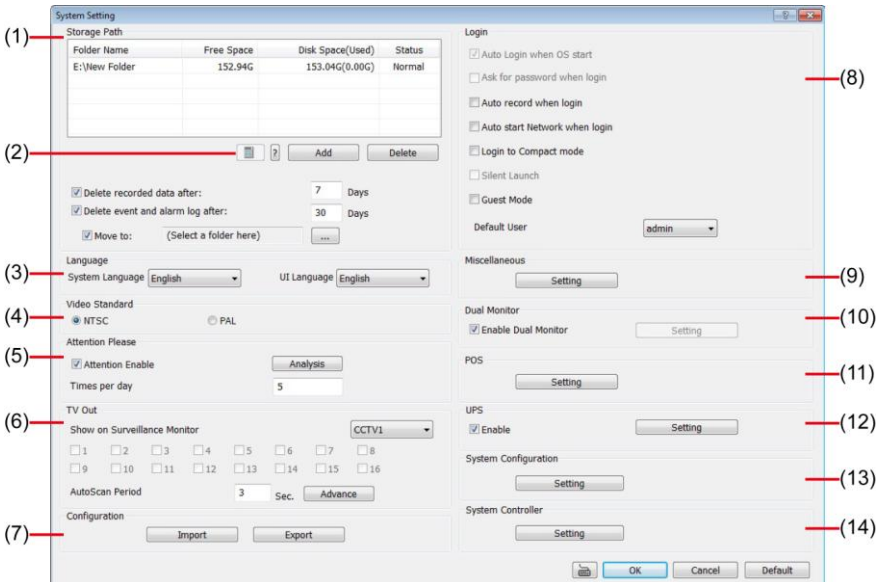 System Setting
(1)
Storage Path
Folder Name Free Space Disk Space(Used) Status
E:\New Folder 152.94G 153.04G(0.00G) Normal
(2)
? Add Delete
Delete recorded data after: 7 Days
Delete event and alarm log after: 30 Days
Move to: (Select a folder here) ...
Language
(3)
System Language English UI Language English
Video Standard
(4)
NTSC PAL
Attention Please
(5)
Attention Enable Analysis
Times per day 5
TV Out
(6)
Show on Surveillance Monitor CCTV1
1 2 3 4 5 6 7 8
9 10 11 12 13 14 15 16
AutoScan Period 3 Sec. Advance
Configuration
(7)
Import Export
Login
Auto Login when OS start
(8)
Ask for password when login
Auto record when login
Auto start Network when login
Login to Compact mode
Silent Launch
Guest Mode
Default User admin
Miscellaneous
Setting
(9)
Dual Monitor
(10)
Enable Dual Monitor Setting
POS
(11)
Setting
UPS
(12)
Enable Setting
System Configuration
(13)
Setting
System Controller
(14)
Setting
OK Cancel Default